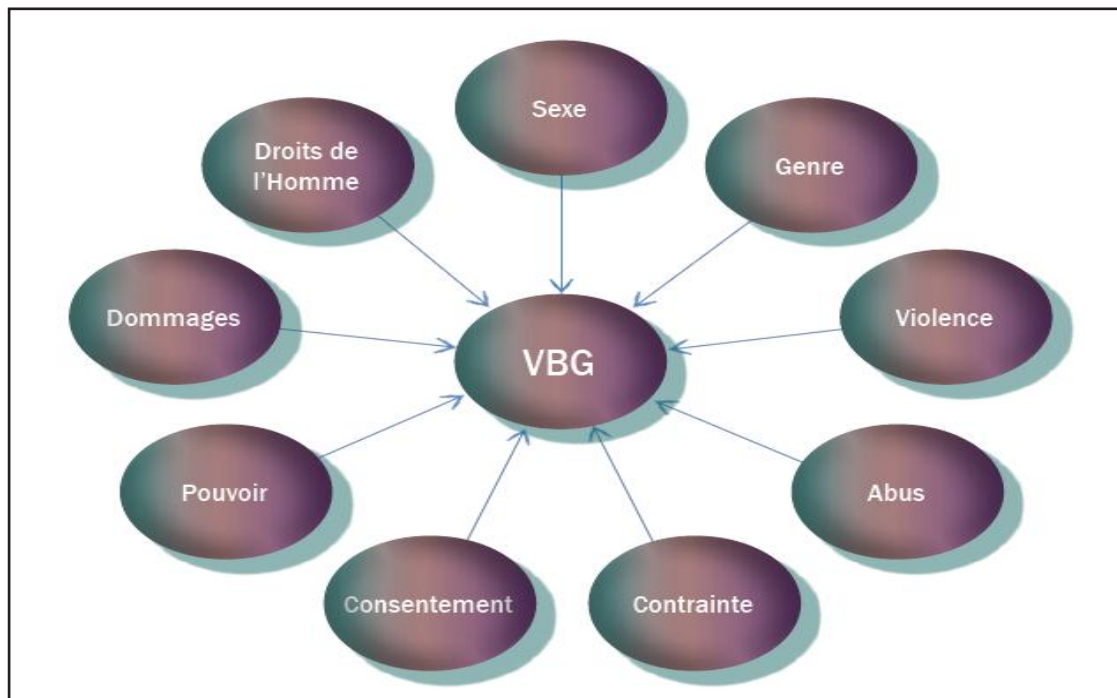 Sexe
Droits de
l'Homme
Genre
Dommages
Violence
VBG
Pouvoir
Abus
Consentement
Contrainte